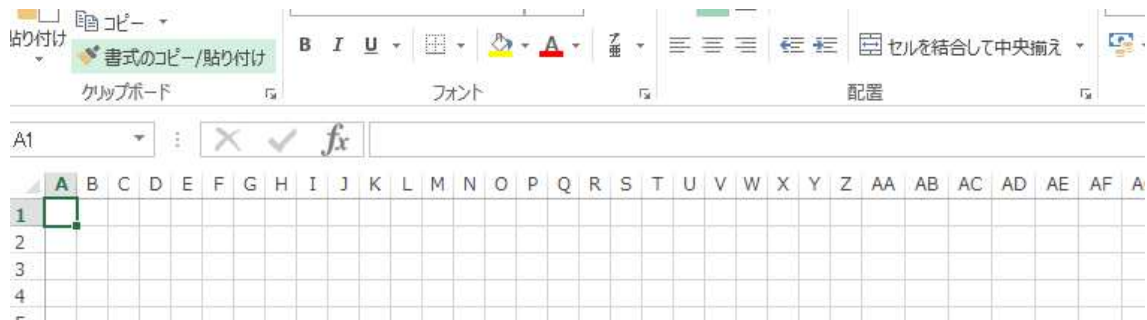 コピー
貼り付け
書式のコピー/貼り付け
B I U A
ア
亜
セルを結合して中央揃え
クリップボード
フォント
配置
A1
fx
A B C D E F G H I J K L M N O P Q R S T U V W X Y Z AA AB AC AD AE AF
1
2
3
4